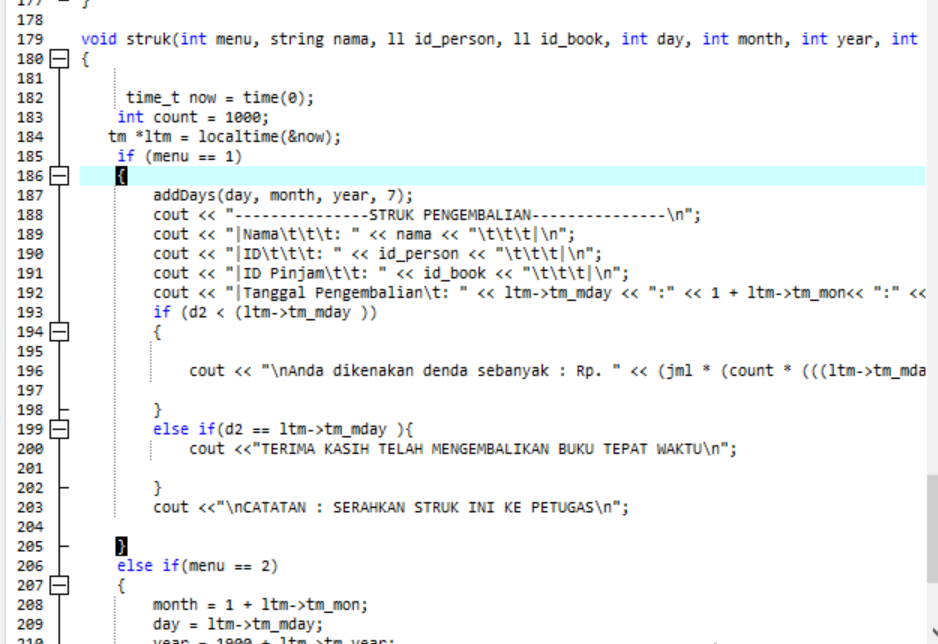 177 }
178
179 void struk(int menu, string nama, ll id_person, ll id_book, int day, int month, int year, int
180 {
181
182 time_t now = time(0);
183 int count = 1000;
184 tm *ltm = localtime(&now);
185 if (menu == 1)
186 {
187 addDays(day, month, year, 7);
188 cout << "---------------STRUK PENGEMBALIAN---------------\n";
189 cout << "|Nama\t\t\t: " << nama << "\t\t\t|\n";
190 cout << "|ID\t\t\t: " << id_person << "\t\t\t|\n";
191 cout << "|ID Pinjam\t\t: " << id_book << "\t\t\t|\n";
192 cout << "|Tanggal Pengembalian\t: " << ltm->tm_mday << ":" << 1 + ltm->tm_mon<< ":" <<
193 if (d2 < (ltm->tm_mday ))
194 {
195
196 cout << "\nAnda dikenakan denda sebanyak : Rp. " << (jml * (count * (((ltm->tm_mda
197
198 }
199 else if(d2 == ltm->tm_mday ){
200 cout <<"TERIMA KASIH TELAH MENGEMBALIKAN BUKU TEPAT WAKTU\n";
201
202 }
203 cout <<"\nCATATAN : SERAHKAN STRUK INI KE PETUGAS\n";
204
205 }
206 else if(menu == 2)
207 {
208 month = 1 + ltm->tm_mon;
209 day = ltm->tm_mday;
210 year = 1900 + ltm->tm_year;